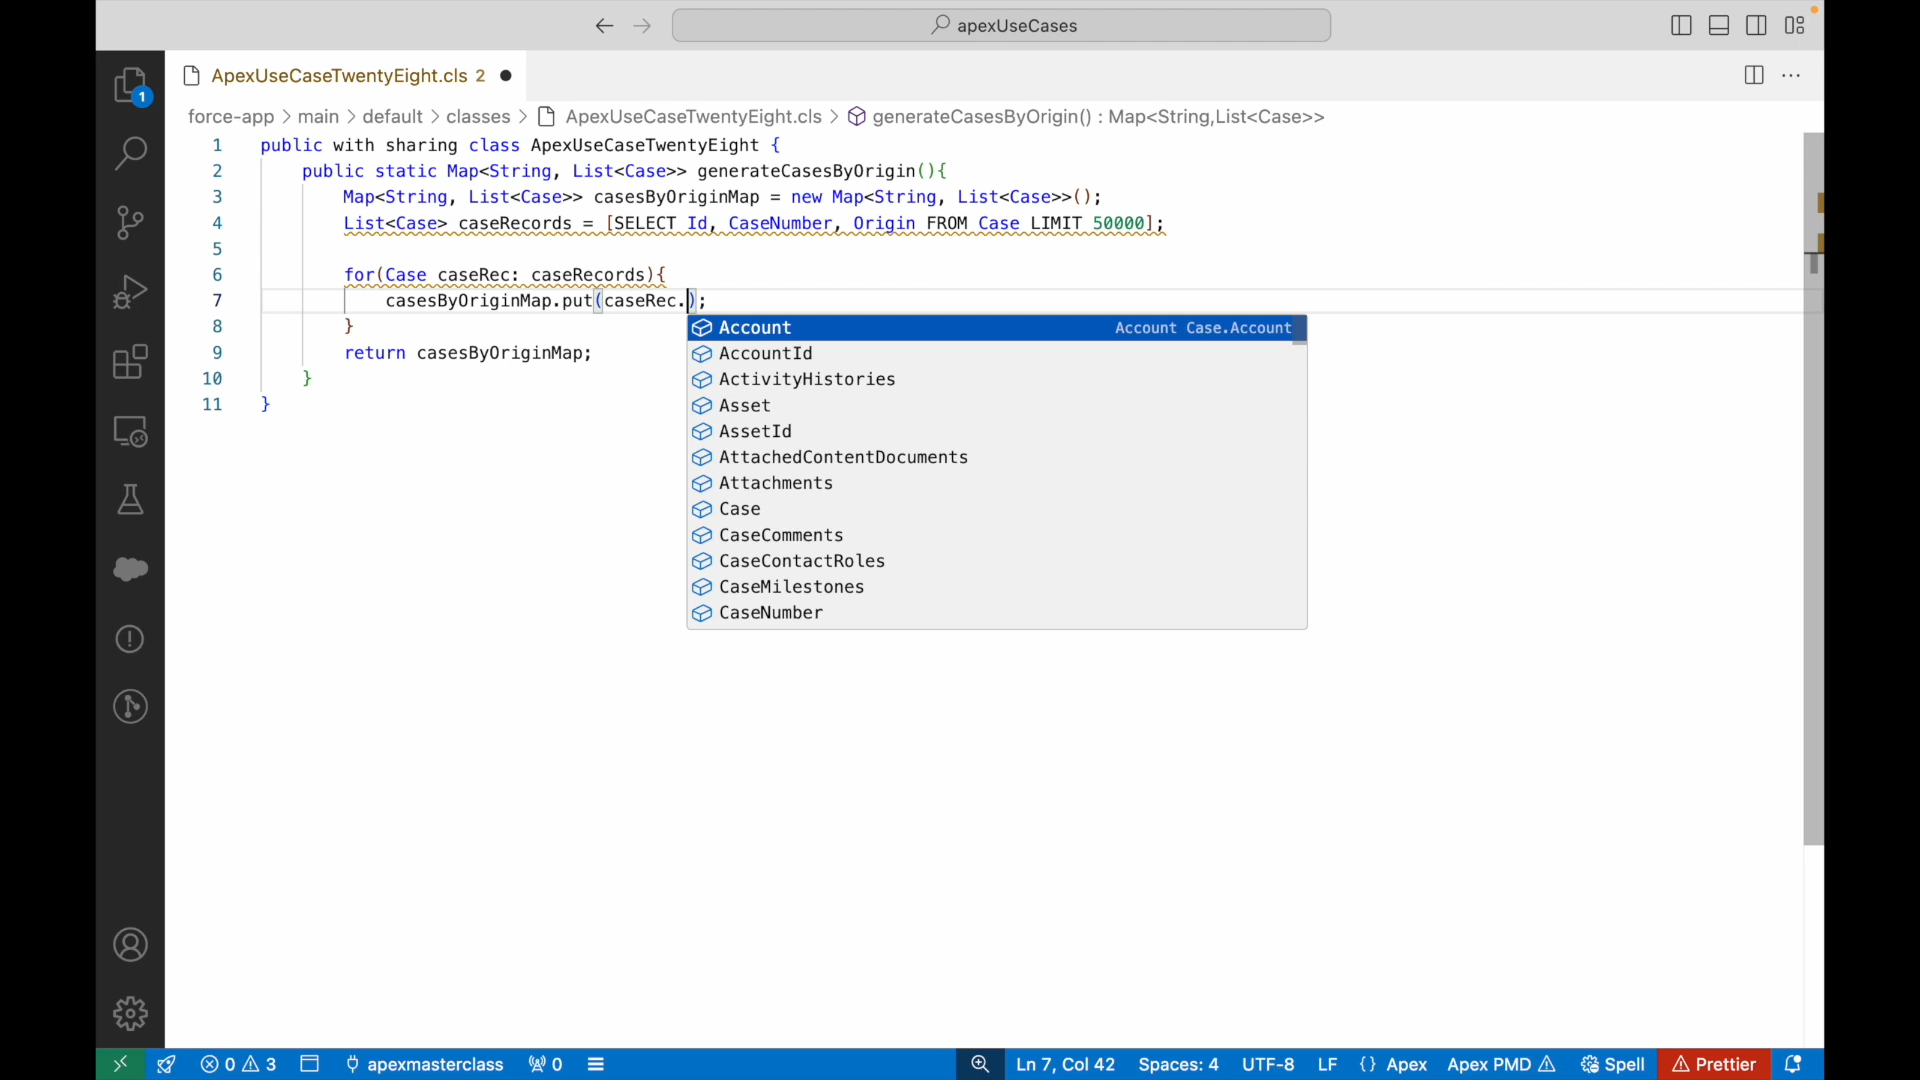 apexUseCases
1
ApexUseCaseTwentyEight.cls 2
force-app > main > default > classes > ApexUseCaseTwentyEight.cls > generateCasesByOrigin() : Map<String,List<Case>>
1 public with sharing class ApexUseCaseTwentyEight {
2 public static Map<String, List<Case>> generateCasesByOrigin(){
3 Map<String, List<Case>> casesByOriginMap = new Map<String, List<Case>>();
4 List<Case> caseRecords = [SELECT Id, CaseNumber, Origin FROM Case LIMIT 50000];
5
6 for(Case caseRec: caseRecords){
7 casesByOriginMap.put(caseRec.);
8 }
9 return casesByOriginMap;
10 }
11 }
Account Account Case.Account
AccountId
ActivityHistories
Asset
AssetId
AttachedContentDocuments
Attachments
Case
CaseComments
CaseContactRoles
CaseMilestones
CaseNumber
0 3 apexmasterclass 0 Ln 7, Col 42 Spaces: 4 UTF-8 LF {} Apex Apex PMD Spell Prettier